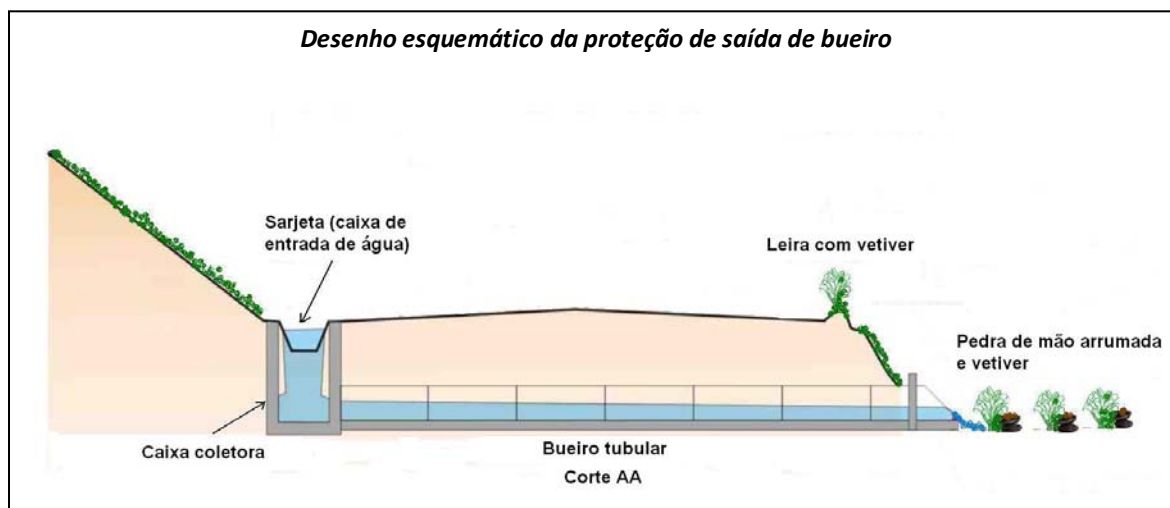 Desenho esquemático da proteção de saída de bueiro
Sarjeta (caixa de
entrada de água)
Leira com vetiver
Pedra de mão arrumada
e vetiver
Caixa coletora
Bueiro tubular
Corte AA